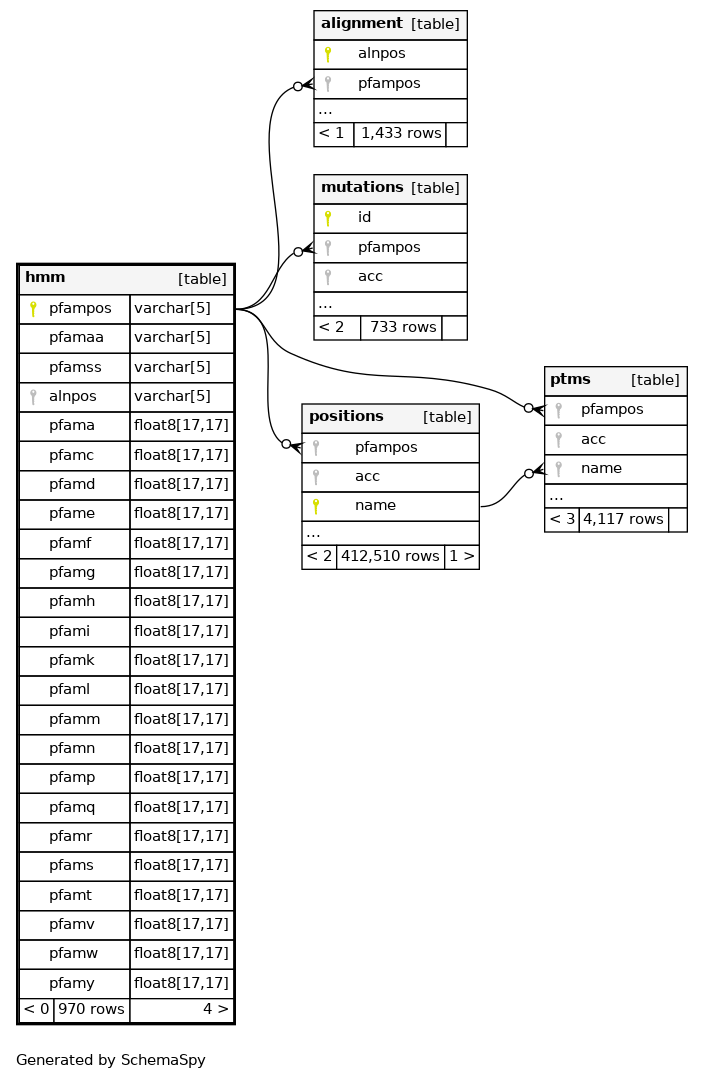 alignment [table]
alnpos
pfampos
...
< 1 1,433 rows
mutations [table]
id
pfampos
acc
...
< 2 733 rows
hmm [table]
pfampos varchar[5]
pfamaa varchar[5]
pfamss varchar[5]
alnpos varchar[5]
pfama float8[17,17]
pfamc float8[17,17]
pfamd float8[17,17]
pfame float8[17,17]
pfamf float8[17,17]
pfamg float8[17,17]
pfamh float8[17,17]
pfami float8[17,17]
pfamk float8[17,17]
pfaml float8[17,17]
pfamm float8[17,17]
pfamn float8[17,17]
pfamp float8[17,17]
pfamq float8[17,17]
pfamr float8[17,17]
pfams float8[17,17]
pfamt float8[17,17]
pfamv float8[17,17]
pfamw float8[17,17]
pfamy float8[17,17]
< 0 970 rows 4 >
positions [table]
pfampos
acc
name
...
< 2 412,510 rows 1 >
ptms [table]
pfampos
acc
name
...
< 3 4,117 rows
Generated by SchemaSpy